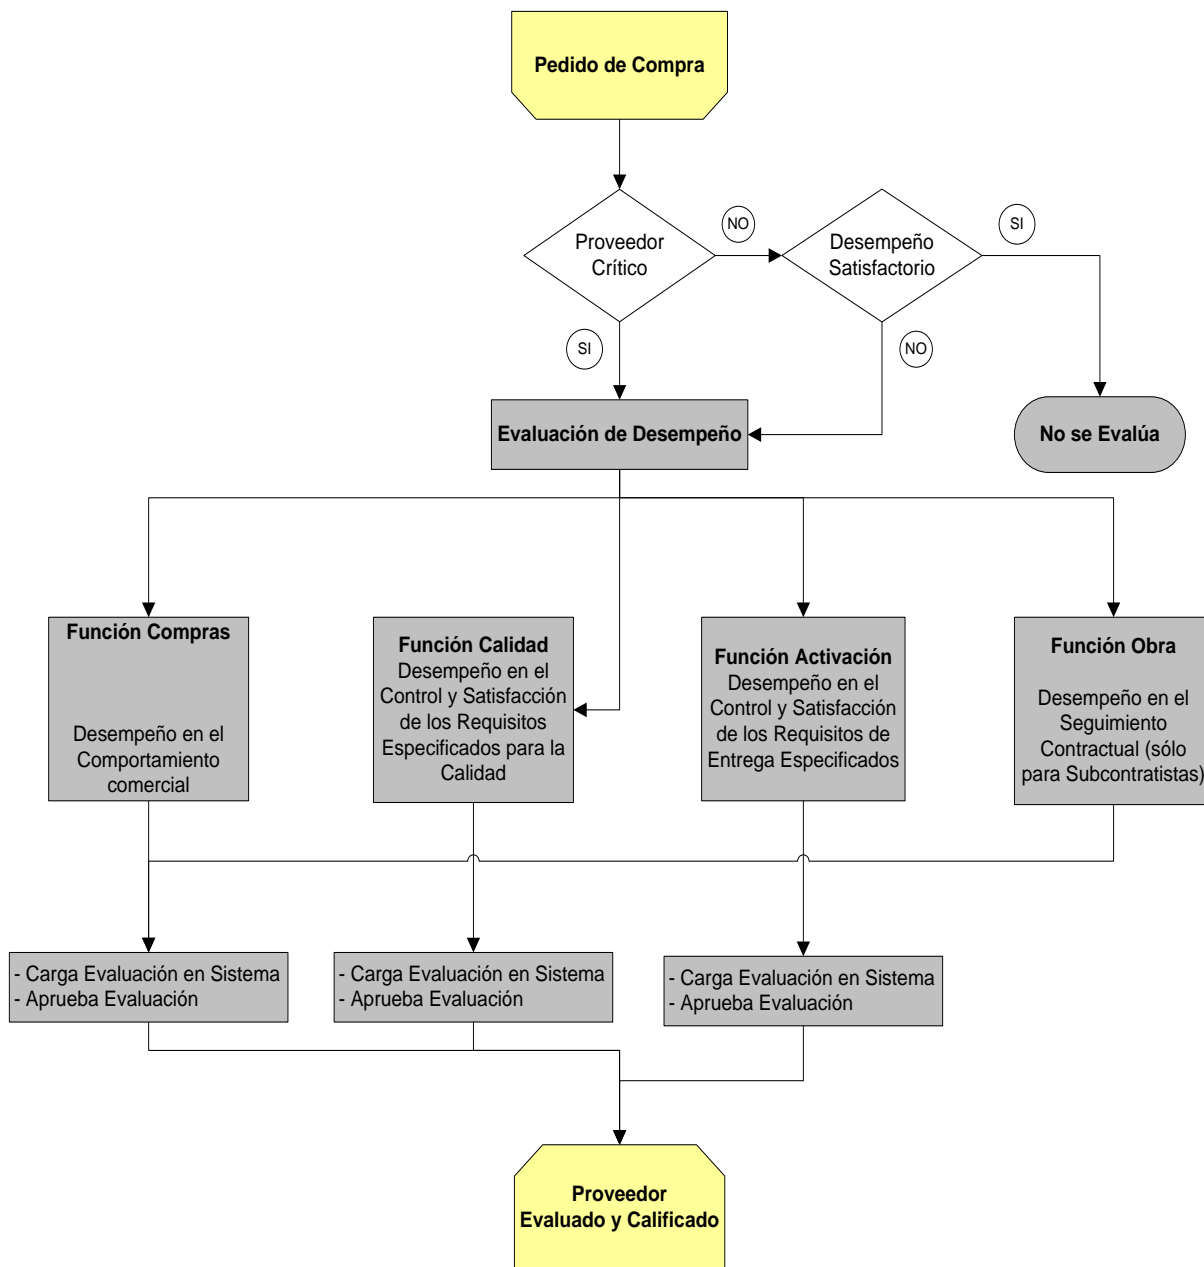 Pedido de Compra
Proveedor
Crítico
NO
Desempeño
Satisfactorio
SI
SI
NO
Evaluación de Desempeño
No se Evalúa
Función Compras
Desempeño en el
Comportamiento
comercial
Función Calidad
Desempeño en el
Control y Satisfacción
de los Requisitos
Especificados para la
Calidad
Función Activación
Desempeño en el
Control y Satisfacción
de los Requisitos de
Entrega Especificados
Función Obra
Desempeño en el
Seguimiento
Contractual (sólo
para Subcontratistas)
- Carga Evaluación en Sistema
- Aprueba Evaluación
- Carga Evaluación en Sistema
- Aprueba Evaluación
- Carga Evaluación en Sistema
- Aprueba Evaluación
Proveedor
Evaluado y Calificado